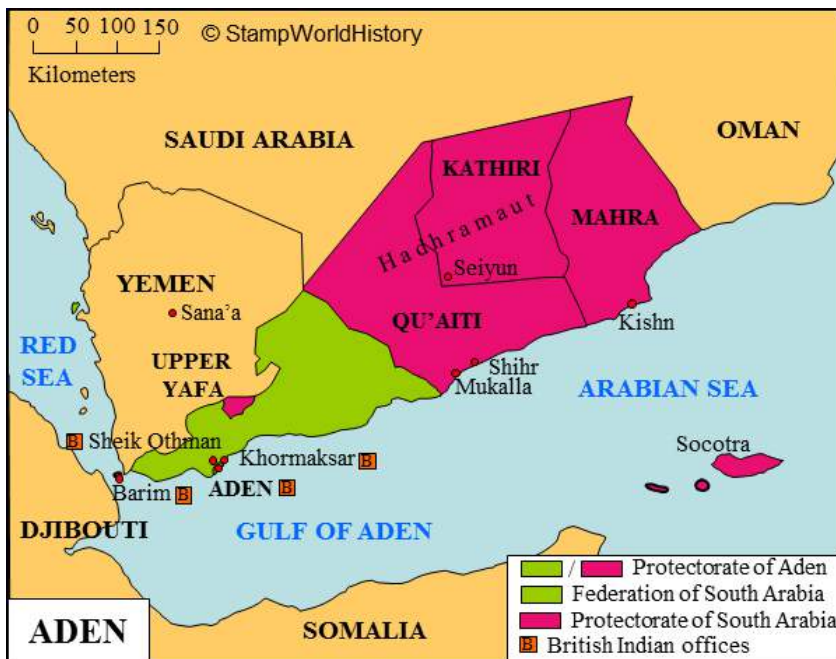 0 50 100 150
Kilometers
© StampWorldHistory
SAUDI ARABIA
OMAN
KATHIRI
MAHRA
Hadhramaut
Seiyun
YEMEN
Sana'a
QU'AITI
Kishn
RED
SEA
UPPER
YAFA
Shihr
Mukalla
ARABIAN SEA
B Sheik Othman
Khormaksar B
Socotra
Barim B
ADEN B
DJIBOUTI
GULF OF ADEN
SOMALIA
ADEN
/ Protectorate of Aden
Federation of South Arabia
Protectorate of South Arabia
B British Indian offices